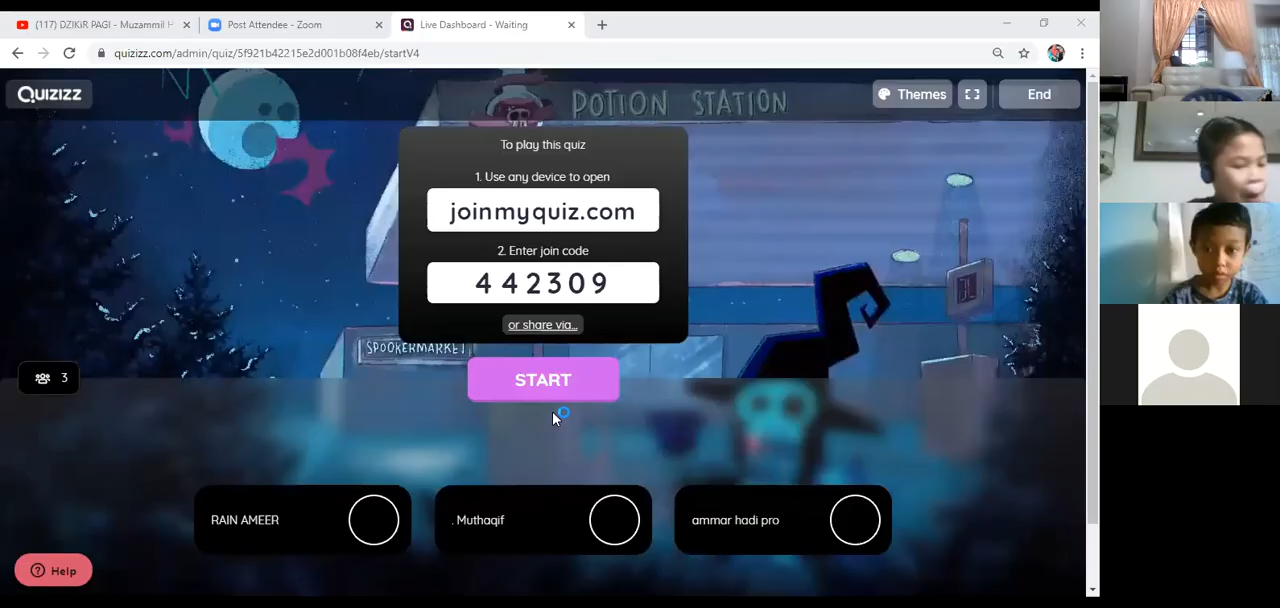 (117) DZIKiR PAGI - Muzammil H
Post Attendee - Zoom
Live Dashboard - Waiting
quizizz.com/admin/quiz/5f921b42215e2d001b08f4eb/startV4
Quizizz
POTION STATION
Themes
End
To play this quiz
1. Use any device to open
joinmyquiz.com
2. Enter join code
442309
or share via...
SPOOKERMARKET
START
3
RAIN AMEER
. Muthaqif
ammar hadi pro
Help